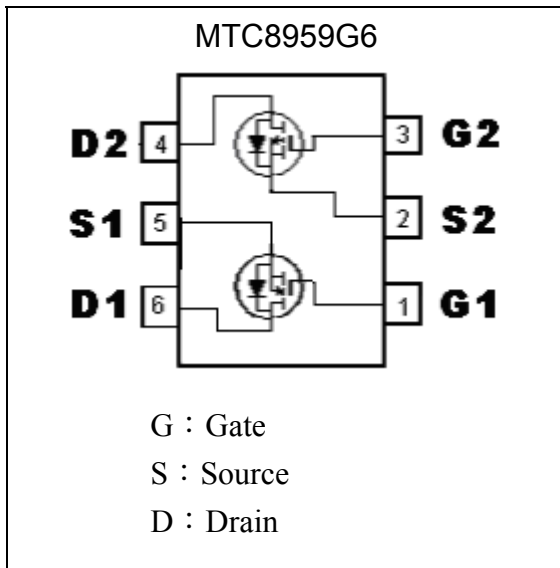 MTC8959G6
D2 4 3 G2
S1 5 2 S2
D1 6 1 G1
G：Gate
S：Source
D：Drain